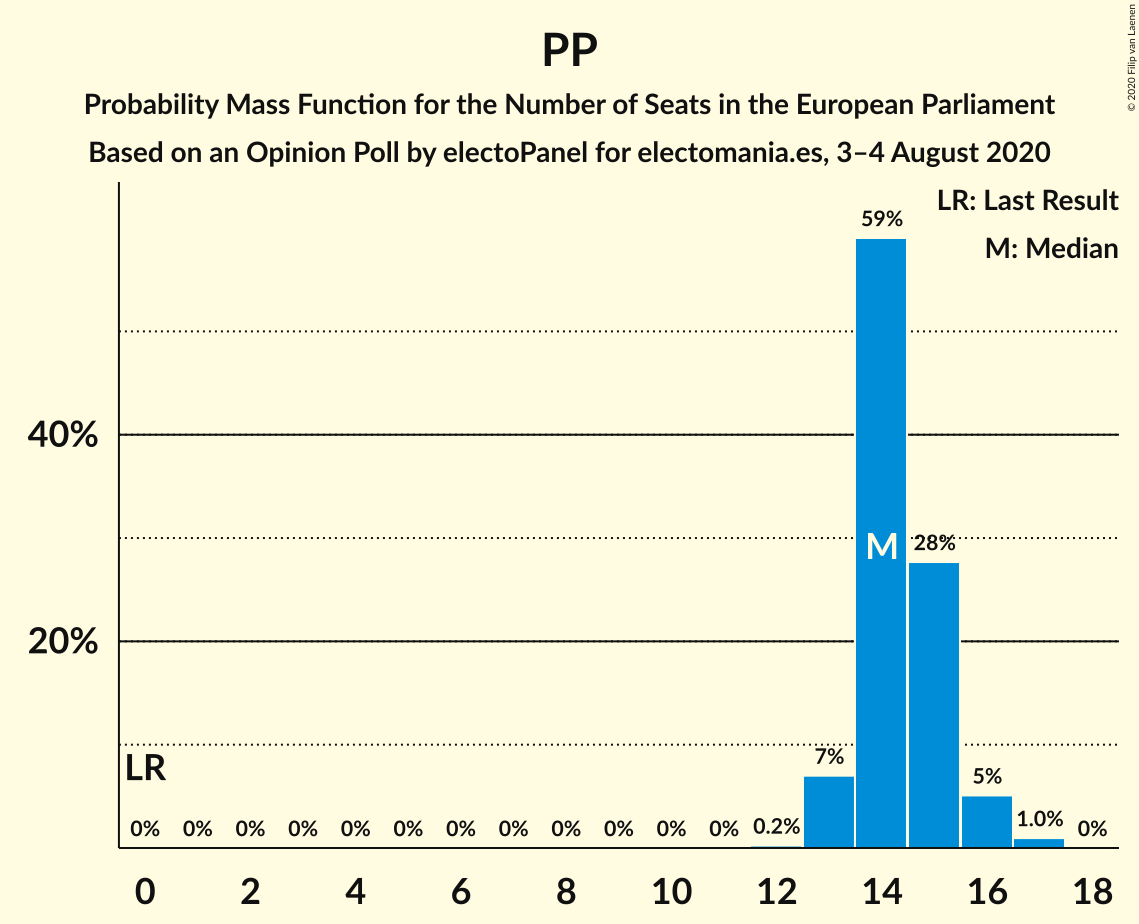 PP
Probability Mass Function for the Number of Seats in the European Parliament
Based on an Opinion Poll by electoPanel for electomania.es, 3–4 August 2020
© 2020 Filip van Laenen
LR: Last Result
M: Median
59%
40%
M
28%
20%
LR
7%
5%
0% 0% 0% 0% 0% 0% 0% 0% 0% 0% 0% 0% 0.2% 1.0% 0%
0 2 4 6 8 10 12 14 16 18